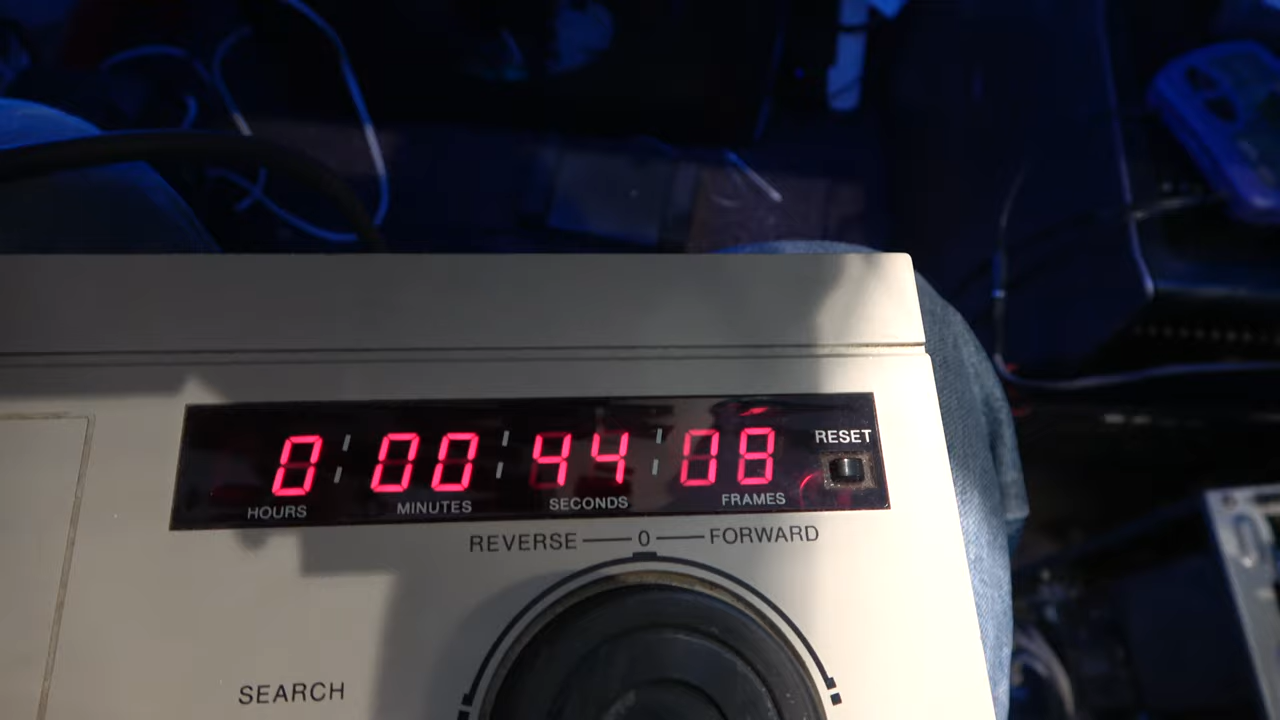 0 00 44 08
RESET
HOURS MINUTES SECONDS FRAMES
REVERSE 0 FORWARD
SEARCH